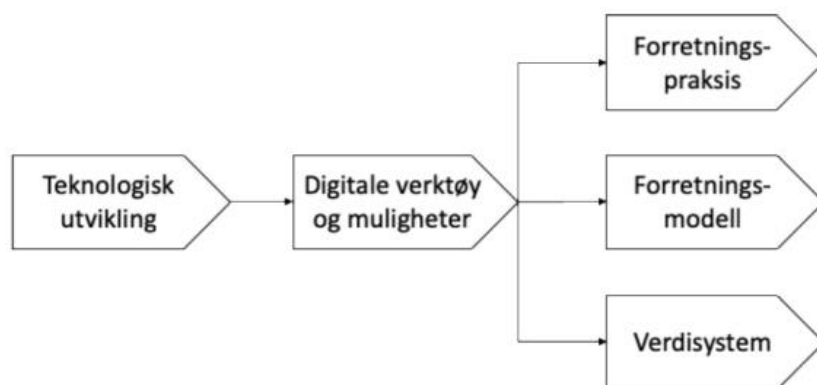 Teknologisk
utvikling
Digitale verktøy
og muligheter
Forretnings-
praksis
Forretnings-
modell
Verdisystem